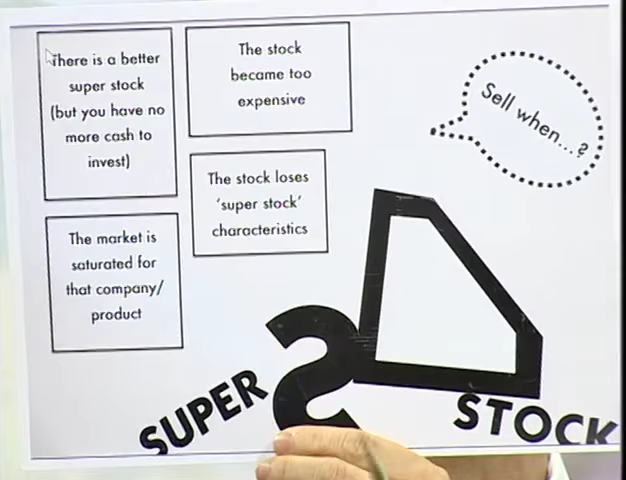 There is a better
super stock
(but you have no
more cash to
invest)
The stock
became too
expensive
The stock loses
'super stock'
characteristics
The market is
saturated for
that company/
product
Sell when...?
SUPER
S
STOCK